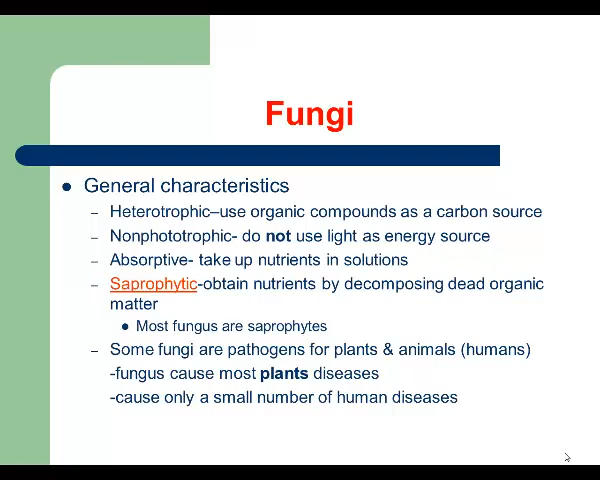 Fungi
● General characteristics
– Heterotrophic–use organic compounds as a carbon source
– Nonphototrophic- do not use light as energy source
– Absorptive- take up nutrients in solutions
– Saprophytic-obtain nutrients by decomposing dead organic
matter
● Most fungus are saprophytes
– Some fungi are pathogens for plants & animals (humans)
-fungus cause most plants diseases
-cause only a small number of human diseases